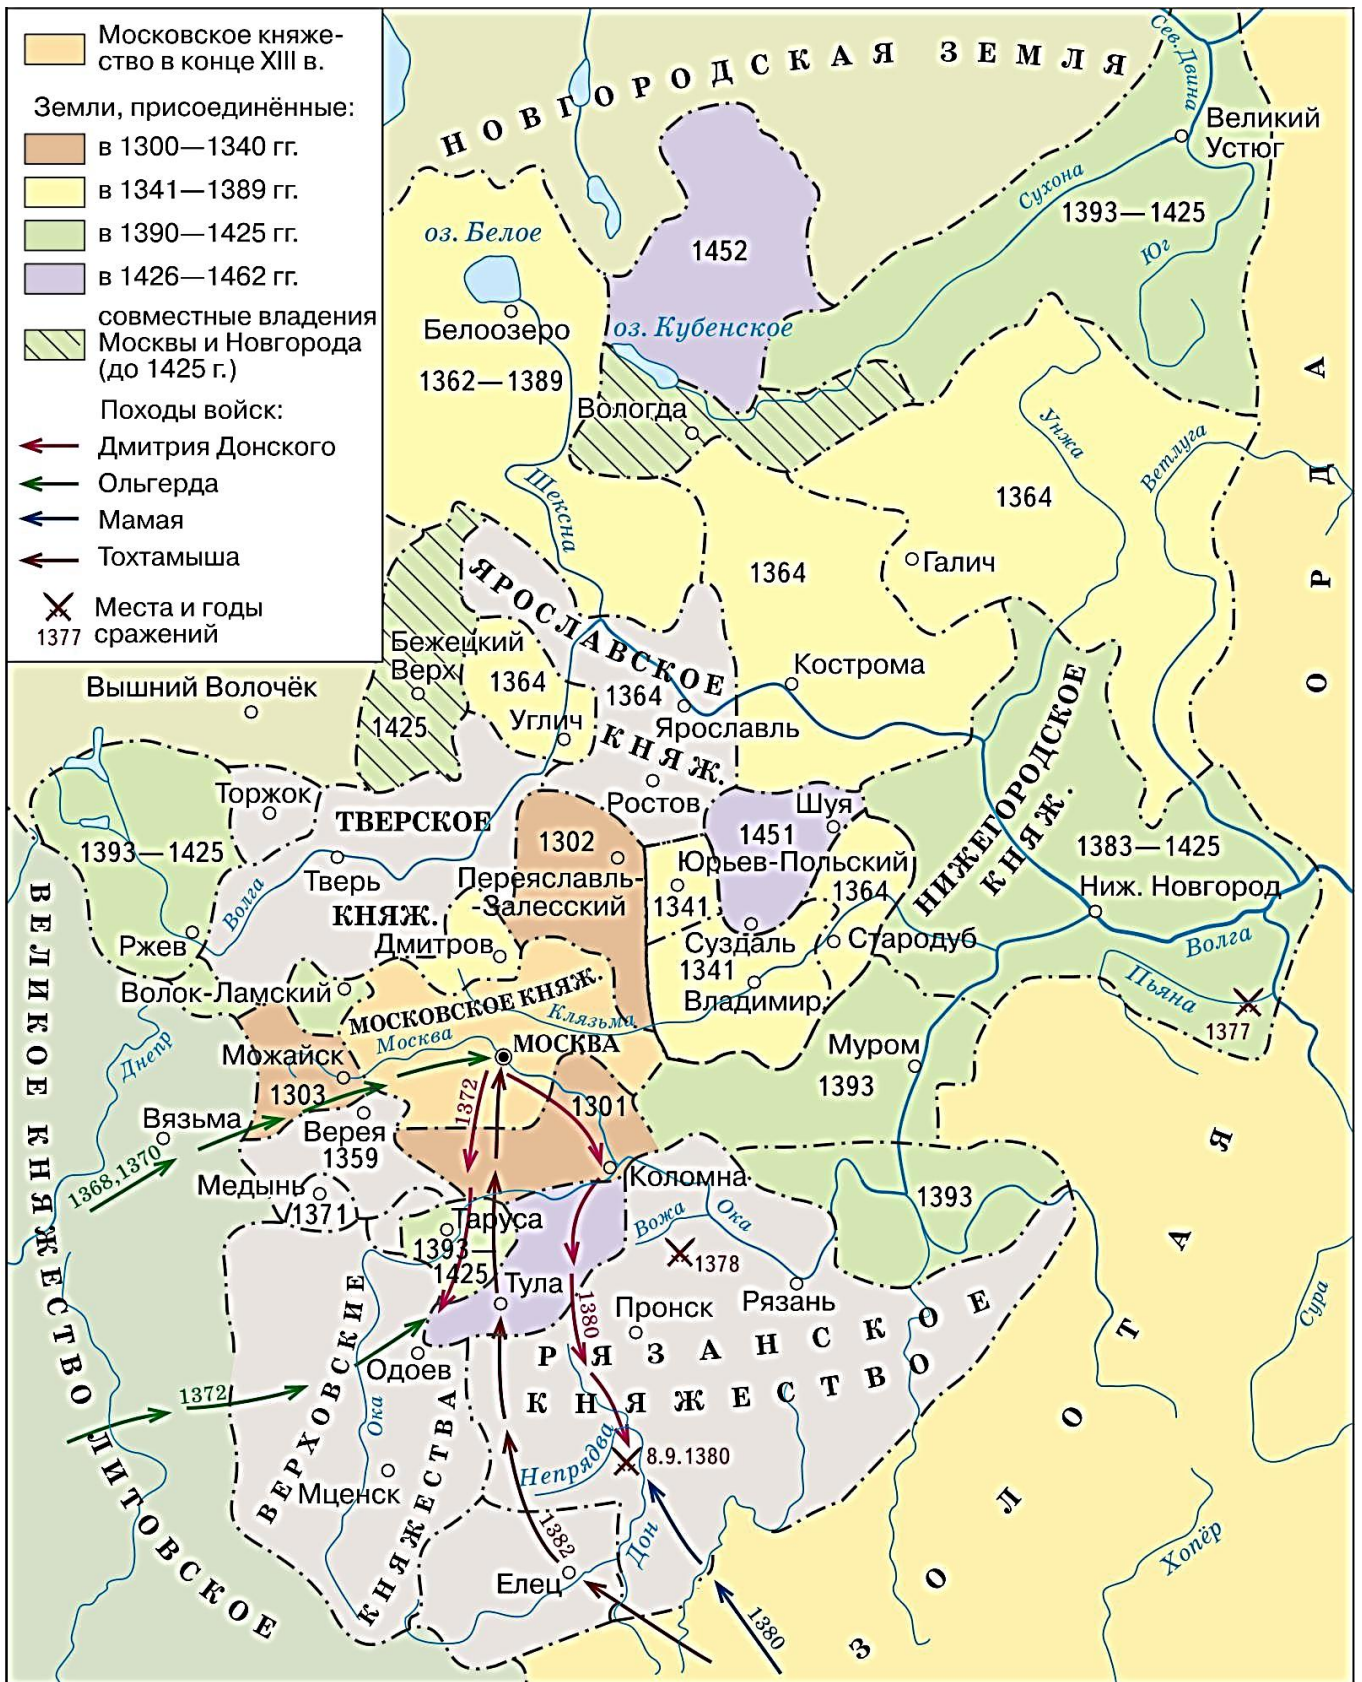 Московское княже-
ство в конце XIII в.
Земли, присоединённые:
в 1300—1340 гг.
в 1341—1389 гг.
в 1390—1425 гг.
в 1426—1462 гг.
совместные владения
Москвы и Новгорода
(до 1425 г.)
Походы войск:
Дмитрия Донского
Ольгерда
Мамая
Тохтамыша
Места и годы
1377 сражений
НОВГОРОДСКАЯ ЗЕМЛЯ
Сев. Двина
Великий
Устюг
Сухона
1393—1425
Юг
1452
оз. Белое
Белоозеро
оз. Кубенское
1362—1389
Вологда
Унжа
Ветлуга
Шексна
1364
1364
Галич
ЯРОСЛАВСКОЕ
КНЯЖ.
Бежецкий
Верх
1364
1364
Кострома
Вышний Волочёк
1425
Углич
Ярославль
НИЖЕГОРОДСКОЕ
КНЯЖ.
Торжок
Ростов
Шуя
ТВЕРСКОЕ
КНЯЖ.
1302
1451
1393—1425
1383—1425
Юрьев-Польский
Тверь
Переяславль-
-Залесский
1364
Ниж. Новгород
Волга
1341
Ржев
Дмитров
Суздаль
Стародуб
Волга
1341
Владимир
Пьяна
Волок-Ламский
МОСКОВСКОЕ КНЯЖ.
Клязьма
1377
Днепр
Москва
МОСКВА
Муром
Можайск
1303
1372
1301
1393
Вязьма
Верея
1359
1368,1370
Медынь
1371
Коломна
1393
Таруса
Вожа
Ока
1393—
1425
1378
Тула
1380
Пронск
Рязань
Сура
РЯЗАНСКОЕ
КНЯЖЕСТВО
Одоев
1372
Ока
ВЕРХОВСКИЕ
КНЯЖЕСТВА
Мценск
Непрядва
8.9.1380
1382
Дон
Елец
1380
Хопёр
ВЕЛИКОЕ КНЯЖЕСТВО
ЛИТОВСКОЕ
ЗОЛОТАЯ
ОРДА